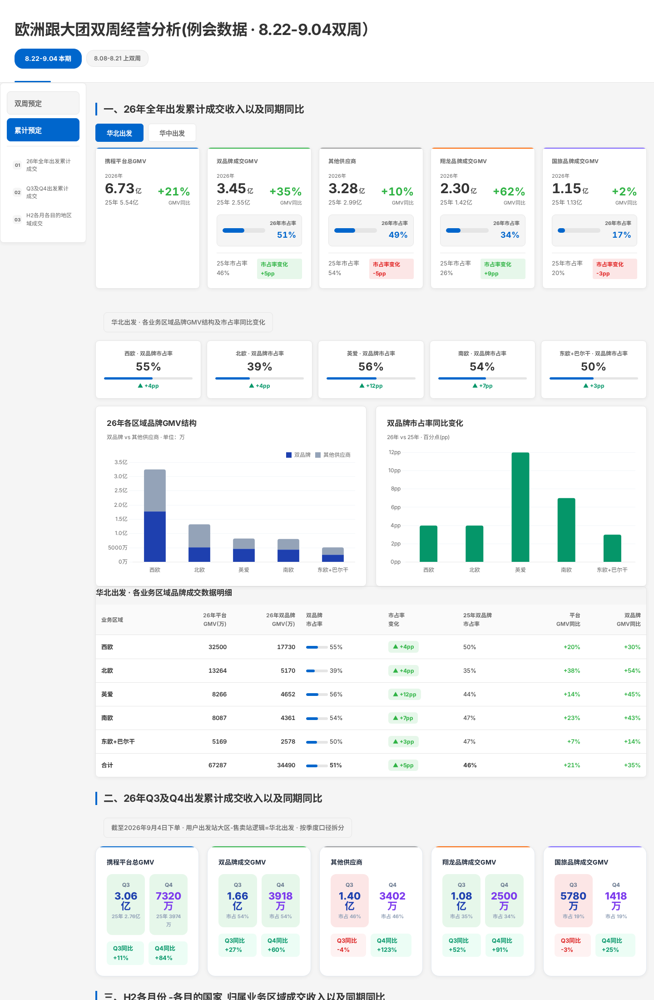 欧洲跟大团双周经营分析(例会数据 · 8.22-9.04双周）
8.22-9.04 本期
8.08-8.21 上双周
双周预定
累计预定
01 26年全年出发累计
成交
02 Q3及Q4出发累计
成交
03 H2各月各目的地区
域成交
一、26年全年出发累计成交收入以及同期同比
华北出发
华中出发
携程平台总GMV
2026年
6.73亿
+21%
25年 5.54亿
GMV同比
双品牌成交GMV
2026年
3.45亿
+35%
25年 2.55亿
GMV同比
26年市占率
51%
25年市占率
46%
市占率变化
+5pp
其他供应商
2026年
3.28亿
+10%
25年 2.99亿
GMV同比
26年市占率
49%
25年市占率
54%
市占率变化
-5pp
翔龙品牌成交GMV
2026年
2.30亿
+62%
25年 1.42亿
GMV同比
26年市占率
34%
25年市占率
26%
市占率变化
+9pp
国旅品牌成交GMV
2026年
1.15亿
+2%
25年 1.13亿
GMV同比
26年市占率
17%
25年市占率
20%
市占率变化
-3pp
华北出发 · 各业务区域品牌GMV结构及市占率同比变化
西欧 · 双品牌市占率
55%
▲ +4pp
北欧 · 双品牌市占率
39%
▲ +4pp
英爱 · 双品牌市占率
56%
▲ +12pp
南欧 · 双品牌市占率
54%
▲ +7pp
东欧+巴尔干 · 双品牌市占率
50%
▲ +3pp
26年各区域品牌GMV结构
双品牌 vs 其他供应商 · 单位：万
双品牌 其他供应商
3.5亿
3.0亿
2.5亿
2.0亿
1.5亿
1.0亿
5000万
0万
西欧 北欧 英爱 南欧 东欧+巴尔干
双品牌市占率同比变化
26年 vs 25年 · 百分点(pp)
12pp
10pp
8pp
6pp
4pp
2pp
0pp
西欧 北欧 英爱 南欧 东欧+巴尔干
华北出发 · 各业务区域品牌成交数据明细
业务区域 26年平台 26年双品牌 双品牌 市占率 25年双品牌 平台 双品牌
GMV(万) GMV(万) 市占率 变化 市占率 GMV同比 GMV同比
西欧 32500 17730 55% ▲ +4pp 50% +20% +30%
北欧 13264 5170 39% ▲ +4pp 35% +38% +54%
英爱 8266 4652 56% ▲ +12pp 44% +14% +45%
南欧 8087 4361 54% ▲ +7pp 47% +23% +43%
东欧+巴尔干 5169 2578 50% ▲ +3pp 47% +7% +14%
合计 67287 34490 51% ▲ +5pp 46% +21% +35%
二、26年Q3及Q4出发累计成交收入以及同期同比
截至2026年9月4日下单 · 用户出发站大区-售卖站逻辑=华北出发 · 按季度口径拆分
携程平台总GMV
Q3
3.06
亿
25年 2.76亿
Q4
7320
万
25年 3974
万
Q3同比
+11%
Q4同比
+84%
双品牌成交GMV
Q3
1.66
亿
市占 54%
Q4
3918
万
市占 54%
Q3同比
+27%
Q4同比
+60%
其他供应商
Q3
1.40
亿
市占 46%
Q4
3402
万
市占 46%
Q3同比
-4%
Q4同比
+123%
翔龙品牌成交GMV
Q3
1.08
亿
市占 35%
Q4
2500
万
市占 34%
Q3同比
+52%
Q4同比
+91%
国旅品牌成交GMV
Q3
5780
万
市占 19%
Q4
1418
万
市占 19%
Q3同比
-3%
Q4同比
+25%
三、H2各月份 -各目的国家 归属业务区域成交收入以及同期同比